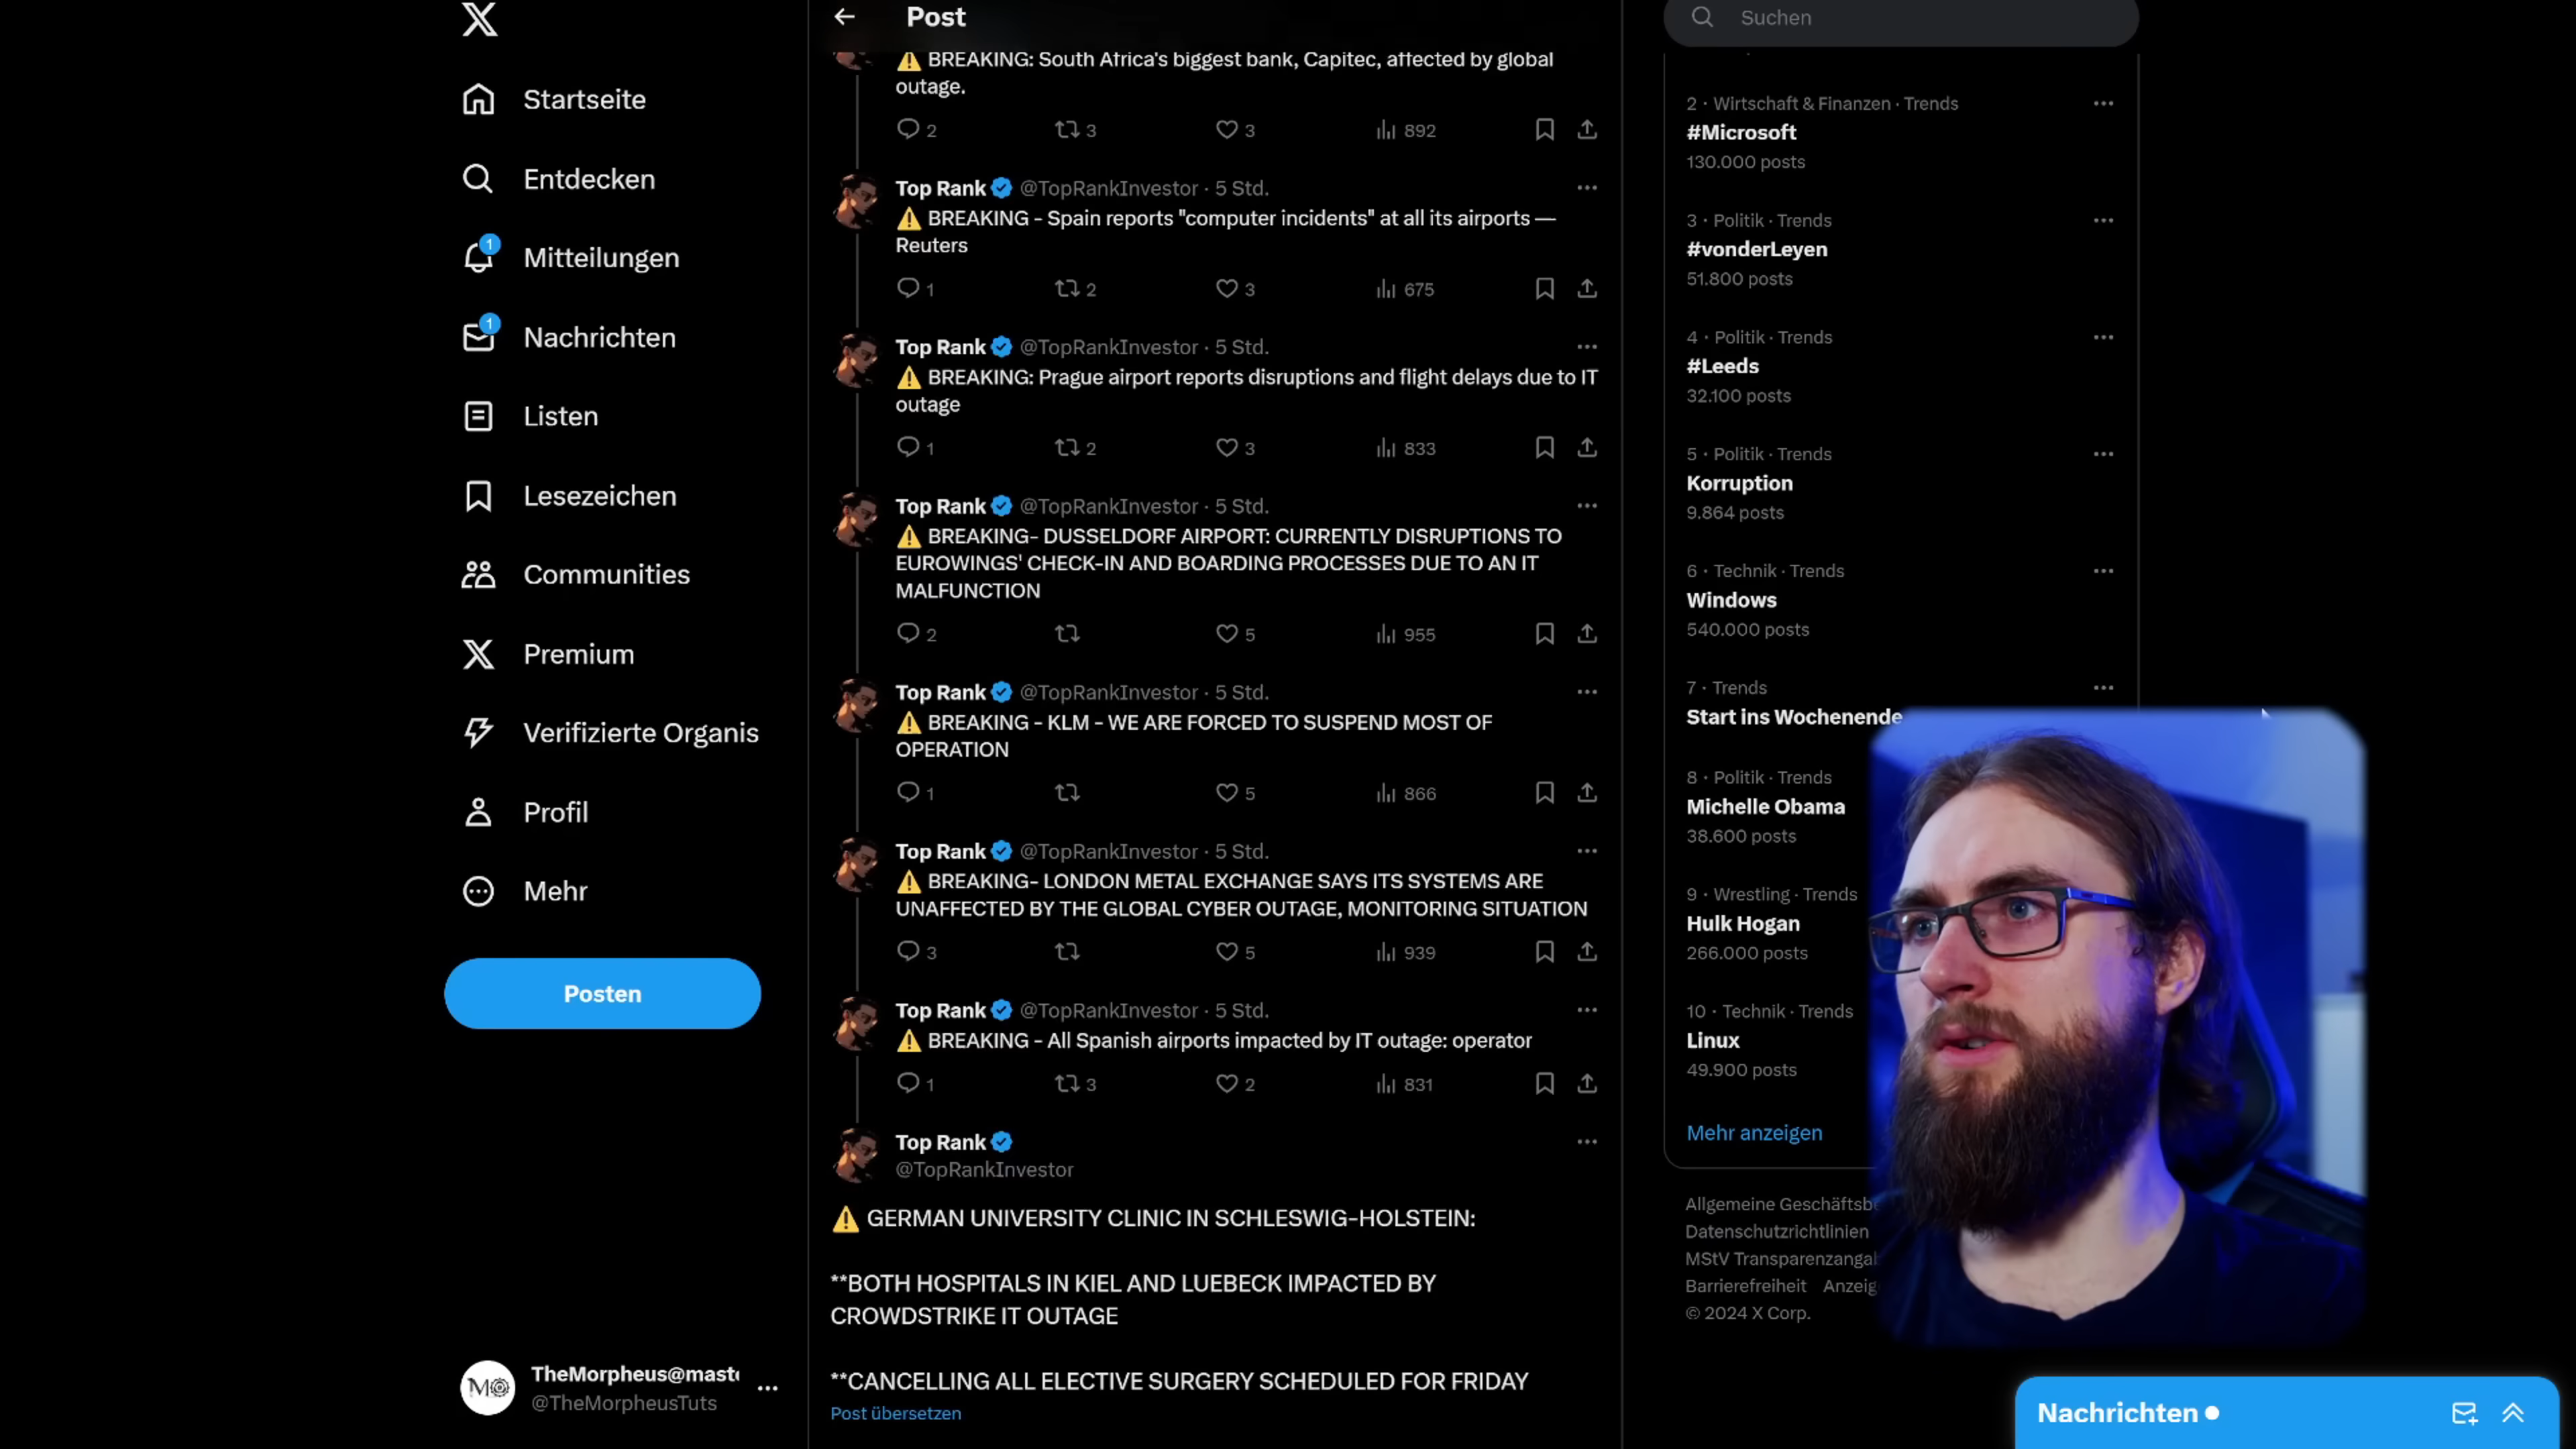 Startseite
Entdecken
1
Mitteilungen
1
Nachrichten
Listen
Lesezeichen
Communities
Premium
Verifizierte Organis
Profil
Mehr
Posten
TheMorpheus@mast
@TheMorpheusTuts
Post
⚠️ BREAKING: South Africa's biggest bank, Capitec, affected by global
outage.
2 3 3 892
Top Rank @TopRankInvestor · 5 Std.
⚠️ BREAKING - Spain reports "computer incidents" at all its airports —
Reuters
1 2 3 675
Top Rank @TopRankInvestor · 5 Std.
⚠️ BREAKING: Prague airport reports disruptions and flight delays due to IT
outage
1 2 3 833
Top Rank @TopRankInvestor · 5 Std.
⚠️ BREAKING- DUSSELDORF AIRPORT: CURRENTLY DISRUPTIONS TO
EUROWINGS' CHECK-IN AND BOARDING PROCESSES DUE TO AN IT
MALFUNCTION
2 5 955
Top Rank @TopRankInvestor · 5 Std.
⚠️ BREAKING - KLM - WE ARE FORCED TO SUSPEND MOST OF
OPERATION
1 5 866
Top Rank @TopRankInvestor · 5 Std.
⚠️ BREAKING- LONDON METAL EXCHANGE SAYS ITS SYSTEMS ARE
UNAFFECTED BY THE GLOBAL CYBER OUTAGE, MONITORING SITUATION
3 5 939
Top Rank @TopRankInvestor · 5 Std.
⚠️ BREAKING - All Spanish airports impacted by IT outage: operator
1 3 2 831
Top Rank
@TopRankInvestor
⚠️ GERMAN UNIVERSITY CLINIC IN SCHLESWIG-HOLSTEIN:
**BOTH HOSPITALS IN KIEL AND LUEBECK IMPACTED BY
CROWDSTRIKE IT OUTAGE
**CANCELLING ALL ELECTIVE SURGERY SCHEDULED FOR FRIDAY
Post übersetzen
Suchen
2 · Wirtschaft & Finanzen · Trends
#Microsoft
130.000 posts
3 · Politik · Trends
#vonderLeyen
51.800 posts
4 · Politik · Trends
#Leeds
32.100 posts
5 · Politik · Trends
Korruption
9.864 posts
6 · Technik · Trends
Windows
540.000 posts
7 · Trends
Start ins Wochenende
8 · Politik · Trends
Michelle Obama
38.600 posts
9 · Wrestling · Trends
Hulk Hogan
266.000 posts
10 · Technik · Trends
Linux
49.900 posts
Mehr anzeigen
Allgemeine Geschäftsb
Datenschutzrichtlinien
MStV Transparenzanga
Barrierefreiheit Anzeig
© 2024 X Corp.
Nachrichten